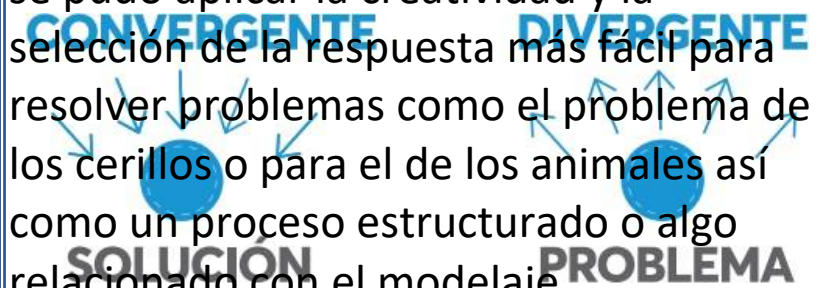 se pudo aplicar la creatividad y la
CONVERGENTE DIVERGENTE
selección de la respuesta más fácil para
resolver problemas como el problema de
los cerillos o para el de los animales así
como un proceso estructurado o algo
SOLUCIÓN PROBLEMA
relacionado con el modelaje